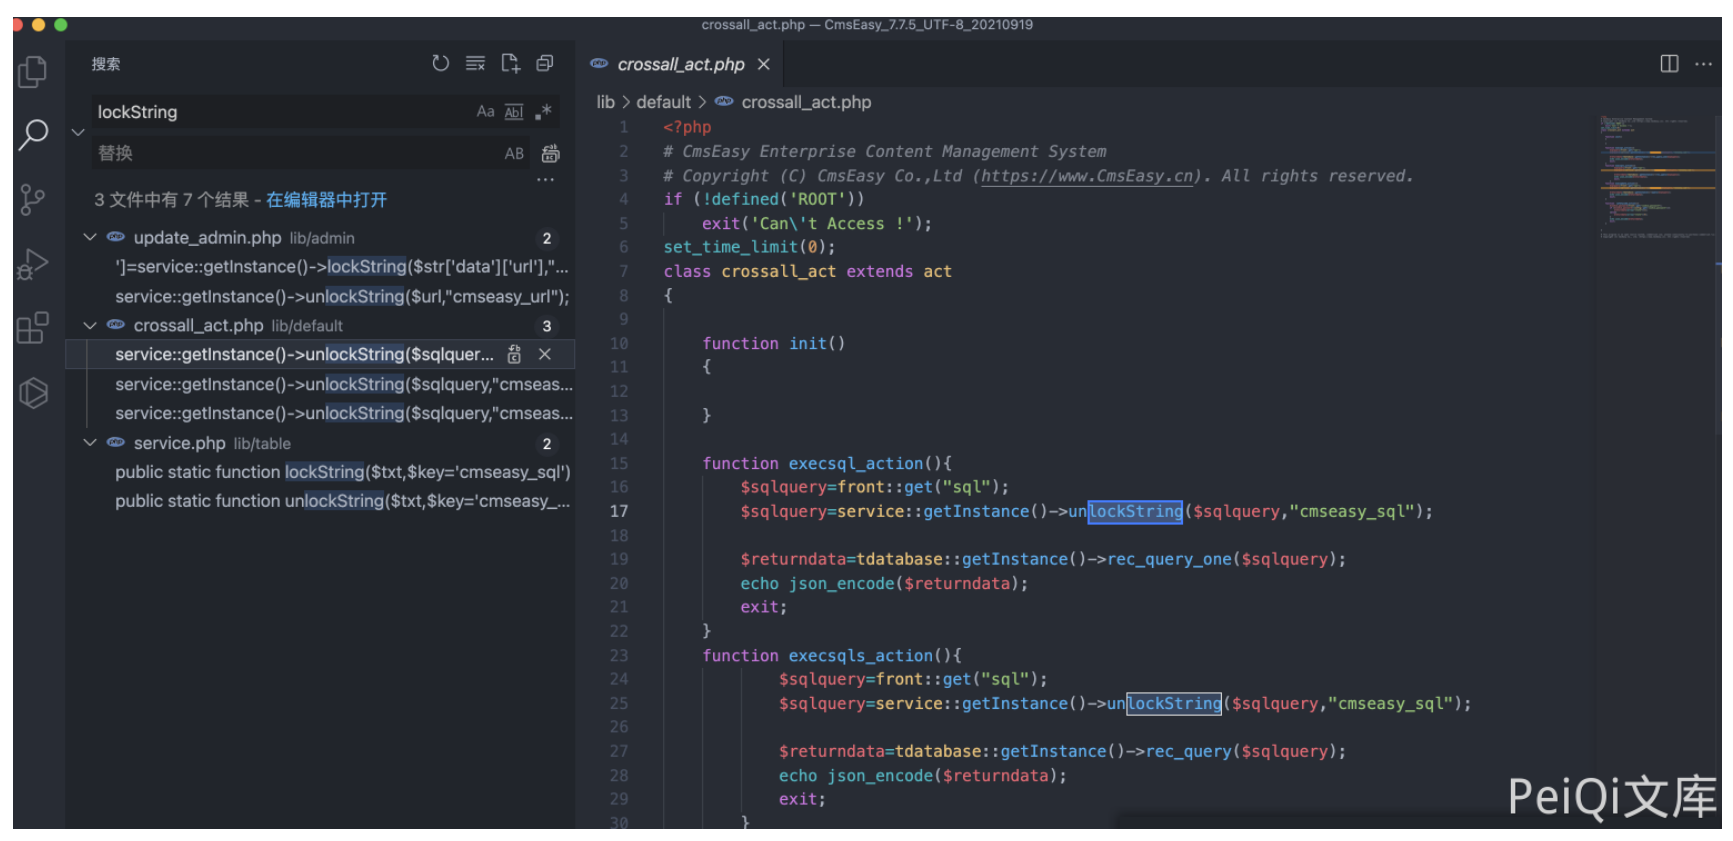 crossall_act.php — CmsEasy_7.7.5_UTF-8_20210919
搜索
lockString
Aa Abl .*
替换
AB
...
3 文件中有 7 个结果 - 在编辑器中打开
update_admin.php lib/admin 2
']=service::getInstance()->lockString($str['data']['url'],"...
service::getInstance()->unlockString($url,"cmseasy_url");
crossall_act.php lib/default 3
service::getInstance()->unlockString($sqlquer...
service::getInstance()->unlockString($sqlquery,"cmseas...
service::getInstance()->unlockString($sqlquery,"cmseas...
service.php lib/table 2
public static function lockString($txt,$key='cmseasy_sql')
public static function unlockString($txt,$key='cmseasy_...
crossall_act.php
lib > default > crossall_act.php
1 <?php
2 # CmsEasy Enterprise Content Management System
3 # Copyright (C) CmsEasy Co.,Ltd (https://www.CmsEasy.cn). All rights reserved.
4 if (!defined('ROOT'))
5 exit('Can\'t Access !');
6 set_time_limit(0);
7 class crossall_act extends act
8 {
9
10 function init()
11 {
12
13 }
14
15 function execsql_action(){
16 $sqlquery=front::get("sql");
17 $sqlquery=service::getInstance()->unlockString($sqlquery,"cmseasy_sql");
18
19 $returndata=tdatabase::getInstance()->rec_query_one($sqlquery);
20 echo json_encode($returndata);
21 exit;
22 }
23 function execsqls_action(){
24 $sqlquery=front::get("sql");
25 $sqlquery=service::getInstance()->unlockString($sqlquery,"cmseasy_sql");
26
27 $returndata=tdatabase::getInstance()->rec_query($sqlquery);
28 echo json_encode($returndata);
29 exit;
30 }
PeiQi文库